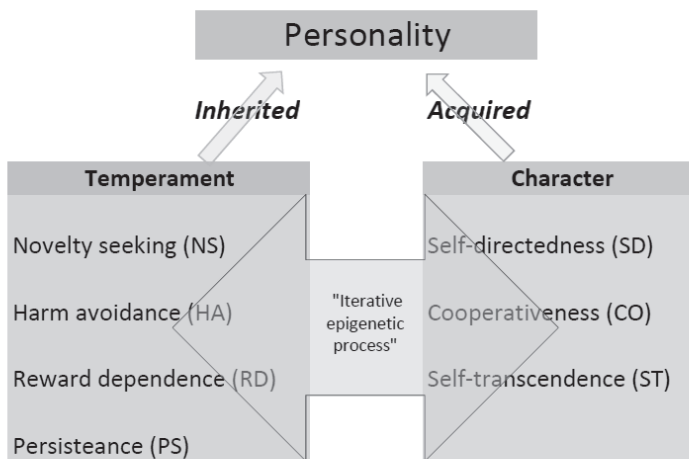 Personality
Inherited
Acquired
Temperament
Novelty seeking (NS)
Harm avoidance (HA)
Reward dependence (RD)
Persisteance (PS)
"Iterative
epigenetic
process"
Character
Self-directedness (SD)
Cooperativeness (CO)
Self-transcendence (ST)